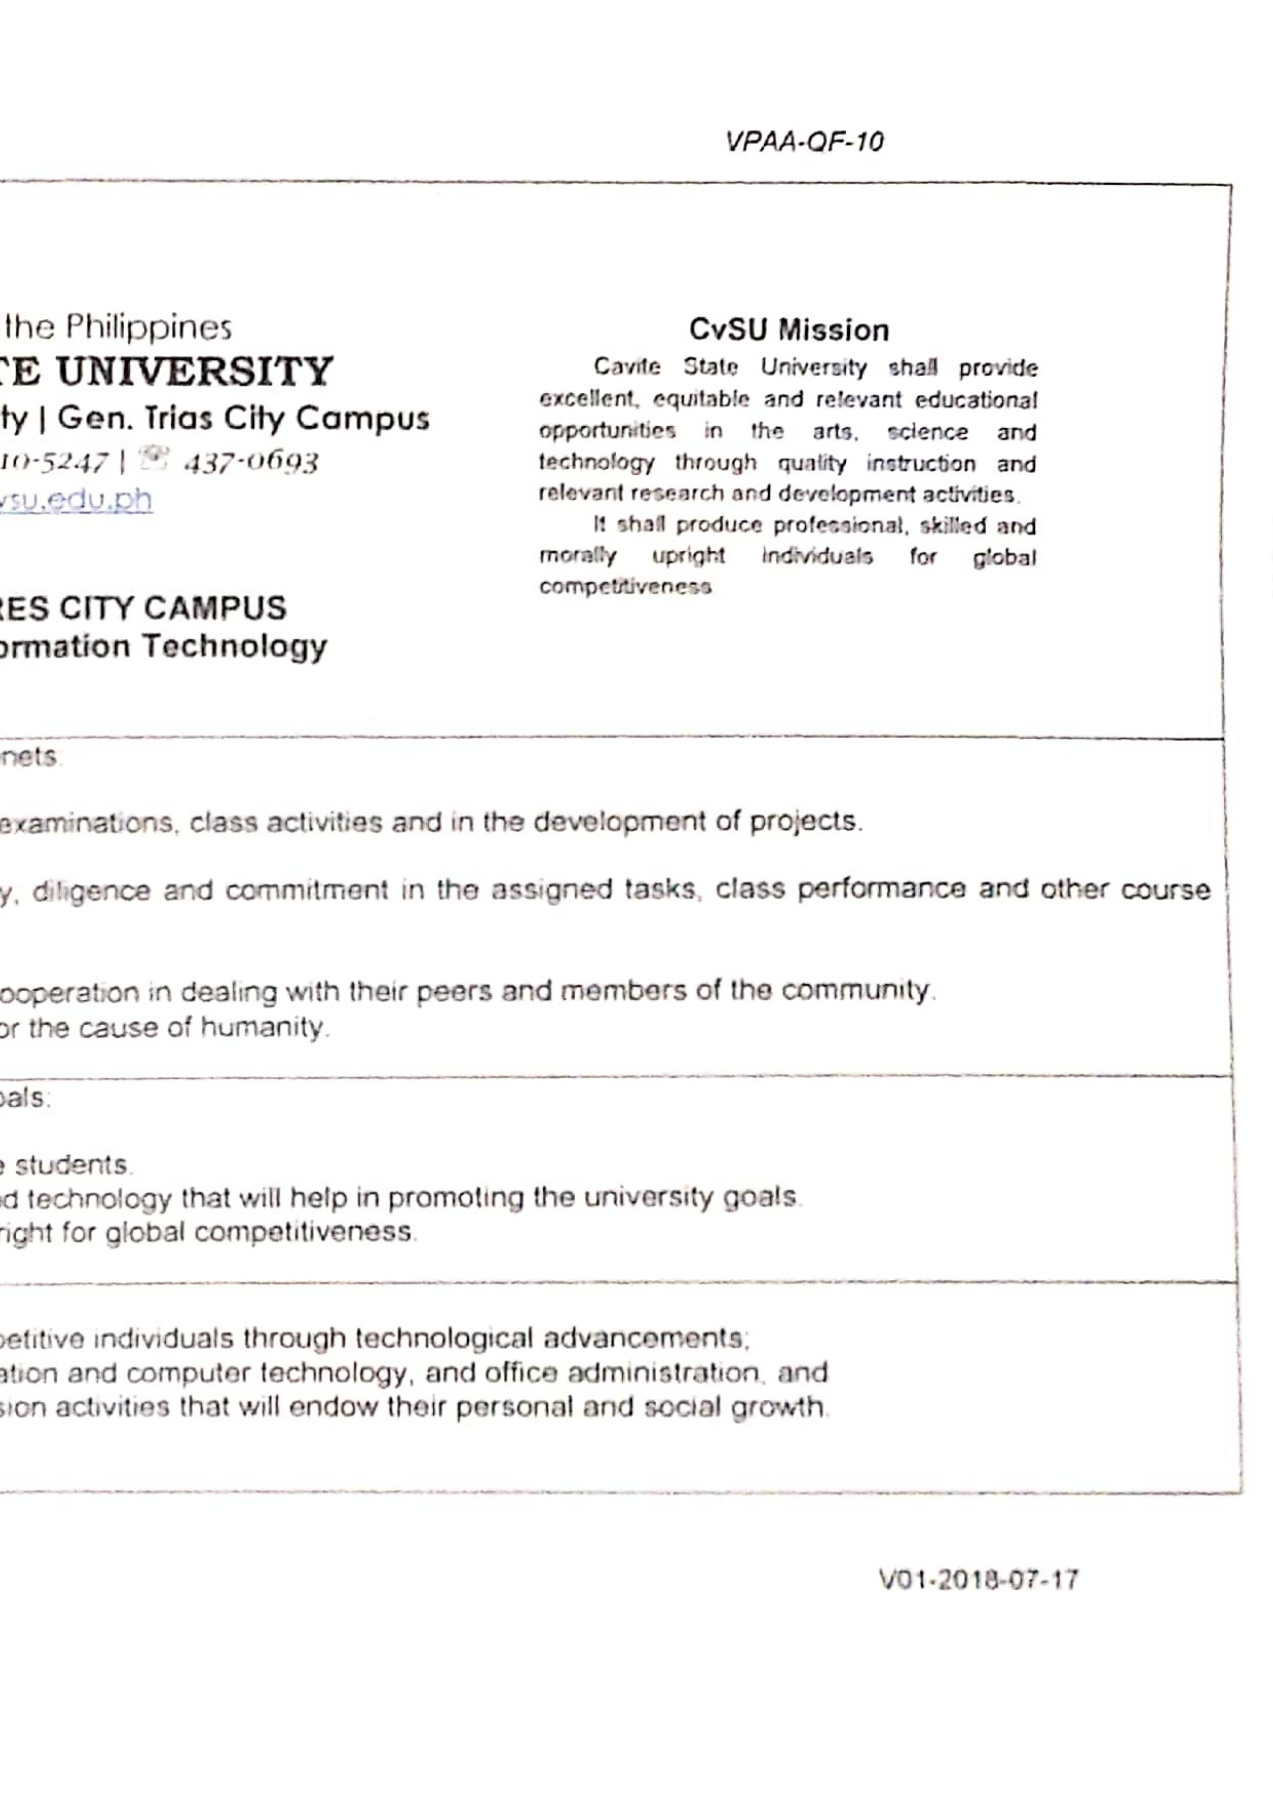 VPAA-QF-10
the Philippines
TE UNIVERSITY
ty | Gen. Trias City Campus
10-5247 | ☏ 437-0693
vsu.edu.ph
RES CITY CAMPUS
ormation Technology
CvSU Mission
Cavite State University shall provide
excellent, equitable and relevant educational
opportunities in the arts, science and
technology through quality instruction and
relevant research and development activities.
It shall produce professional, skilled and
morally upright individuals for global
competitiveness
nets:
examinations, class activities and in the development of projects.
y, diligence and commitment in the assigned tasks, class performance and other course
ooperation in dealing with their peers and members of the community.
or the cause of humanity.
oals:
e students.
d technology that will help in promoting the university goals.
right for global competitiveness.
petitive individuals through technological advancements;
ation and computer technology, and office administration, and
sion activities that will endow their personal and social growth.
V01-2018-07-17